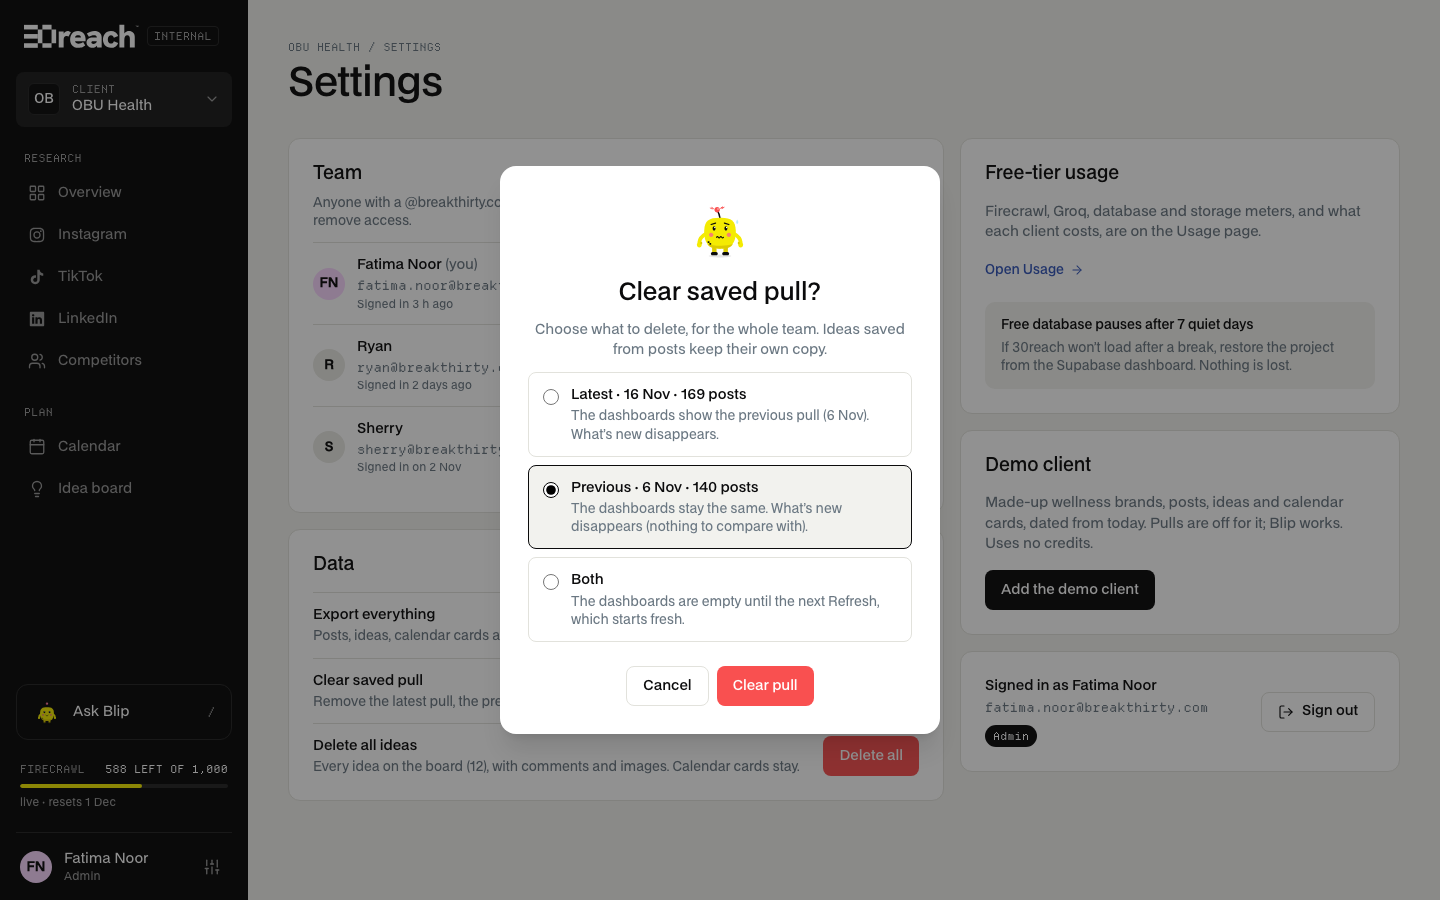 30reach INTERNAL
OB
CLIENT
OBU Health
RESEARCH
Overview
Instagram
TikTok
LinkedIn
Competitors
PLAN
Calendar
Idea board
Ask Blip /
FIRECRAWL 588 LEFT OF 1,000
live · resets 1 Dec
FN
Fatima Noor
Admin
OBU HEALTH / SETTINGS
Settings
Team
Anyone with a @breakthirty.co
remove access.
FN
Fatima Noor (you)
fatima.noor@break
Signed in 3 h ago
R
Ryan
ryan@breakthirty.
Signed in 2 days ago
S
Sherry
sherry@breakthirty
Signed in on 2 Nov
Data
Export everything
Posts, ideas, calendar cards a
Clear saved pull
Remove the latest pull, the pre
Delete all ideas
Every idea on the board (12), with comments and images. Calendar cards stay.
Delete all
Clear saved pull?
Choose what to delete, for the whole team. Ideas saved
from posts keep their own copy.
Latest · 16 Nov · 169 posts
The dashboards show the previous pull (6 Nov).
What's new disappears.
Previous · 6 Nov · 140 posts
The dashboards stay the same. What's new
disappears (nothing to compare with).
Both
The dashboards are empty until the next Refresh,
which starts fresh.
Cancel
Clear pull
Free-tier usage
Firecrawl, Groq, database and storage meters, and what
each client costs, are on the Usage page.
Open Usage →
Free database pauses after 7 quiet days
If 30reach won't load after a break, restore the project
from the Supabase dashboard. Nothing is lost.
Demo client
Made-up wellness brands, posts, ideas and calendar
cards, dated from today. Pulls are off for it; Blip works.
Uses no credits.
Add the demo client
Signed in as Fatima Noor
fatima.noor@breakthirty.com
Admin
Sign out